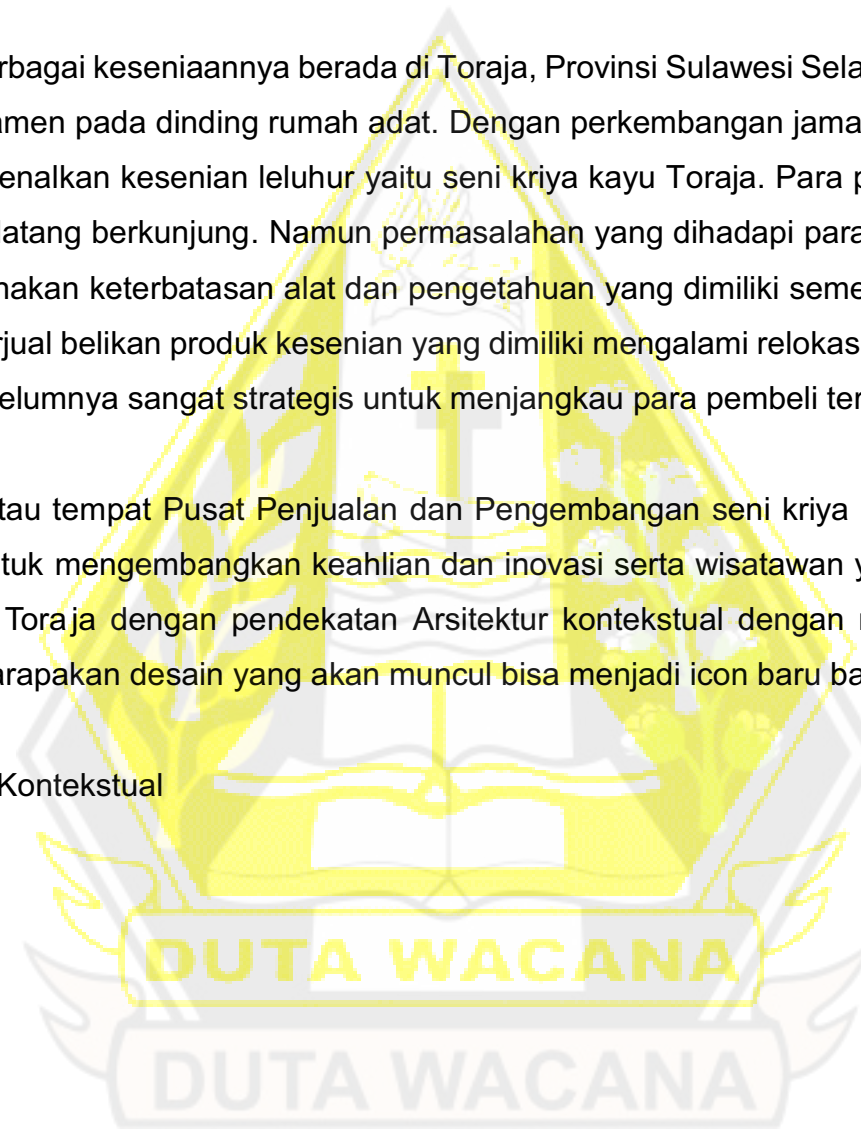 rbagai keseniaannya berada di Toraja, Provinsi Sulawesi Sela
amen pada dinding rumah adat. Dengan perkembangan jama
enalkan kesenian leluhur yaitu seni kriya kayu Toraja. Para p
latang berkunjung. Namun permasalahan yang dihadapi para
nakan keterbatasan alat dan pengetahuan yang dimiliki seme
rjual belikan produk kesenian yang dimiliki mengalami relokas
elumnya sangat strategis untuk menjangkau para pembeli ter
tau tempat Pusat Penjualan dan Pengembangan seni kriya
tuk mengembangkan keahlian dan inovasi serta wisatawan y
Toraja dengan pendekatan Arsitektur kontekstual dengan
arapakan desain yang akan muncul bisa menjadi icon baru ba
Kontekstual
DUTA WACANA
DUTA WACANA